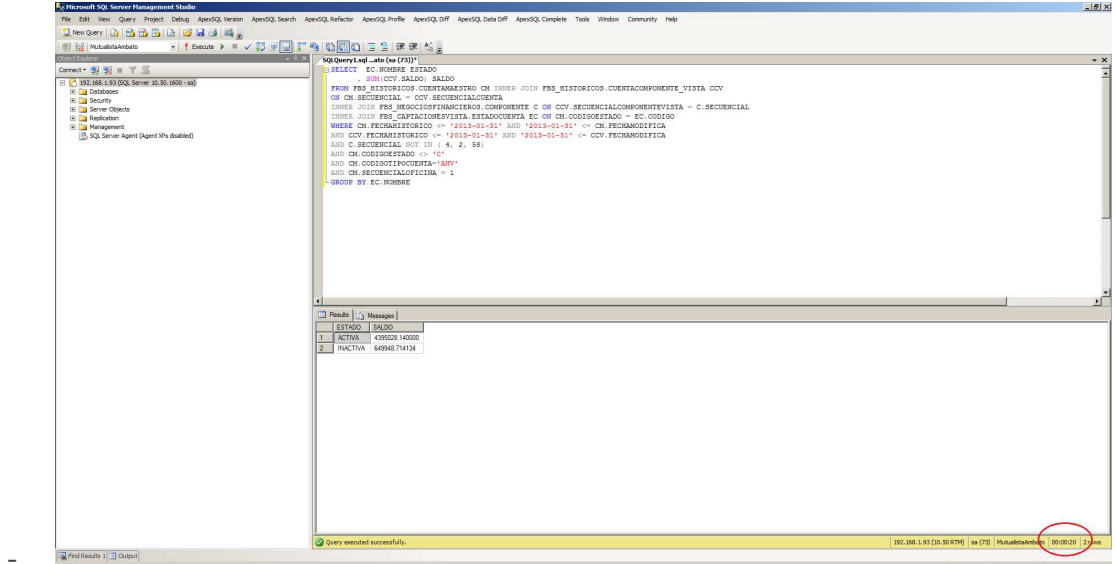 Microsoft SQL Server Management Studio
File Edit View Query Project Debug ApexSQL Version ApexSQL Search ApexSQL Refactor ApexSQL Profile ApexSQL Diff ApexSQL Data Diff ApexSQL Complete Tools Window Community Help
New Query
MutualistaAmbato Execute
Object Explorer
Connect
192.168.1.93 (SQL Server 10.50.1600 - sa)
Databases
Security
Server Objects
Replication
Management
SQL Server Agent (Agent XPs disabled)
SQLQuery1.sql ...ato (sa (73))*
SELECT EC.NOMBRE ESTADO
, SUM(CCV.SALDO) SALDO
FROM FBS_HISTORICOS.CUENTAMAESTRO CM INNER JOIN FBS_HISTORICOS.CUENTACOMPONENTE_VISTA CCV
ON CM.SECUENCIAL = CCV.SECUENCIALCUENTA
INNER JOIN FBS_NEGOCIOSFINANCIEROS.COMPONENTE C ON CCV.SECUENCIALCOMPONENTEVISTA = C.SECUENCIAL
INNER JOIN FBS_CAPTACIONESVISTA.ESTADOCUENTA EC ON CM.CODIGOESTADO = EC.CODIGO
WHERE CM.FECHAHISTORICO <= '2013-01-31' AND '2013-01-31' <= CM.FECHAMODIFICA
AND CCV.FECHAHISTORICO <= '2013-01-31' AND '2013-01-31' <= CCV.FECHAMODIFICA
AND C.SECUENCIAL NOT IN ( 4, 2, 58)
AND CM.CODIGOESTADO <> 'C'
AND CM.CODIGOTIPOCUENTA='AHV'
AND CM.SECUENCIALOFICINA = 1
GROUP BY EC.NOMBRE
Results Messages
ESTADO SALDO
1 ACTIVA 4395028.140000
2 INACTIVA 649948.714134
Query executed successfully. 192.168.1.93 (10.50 RTM) sa (73) MutualistaAmbato 00:00:20 2 rows
Find Results 1 Output